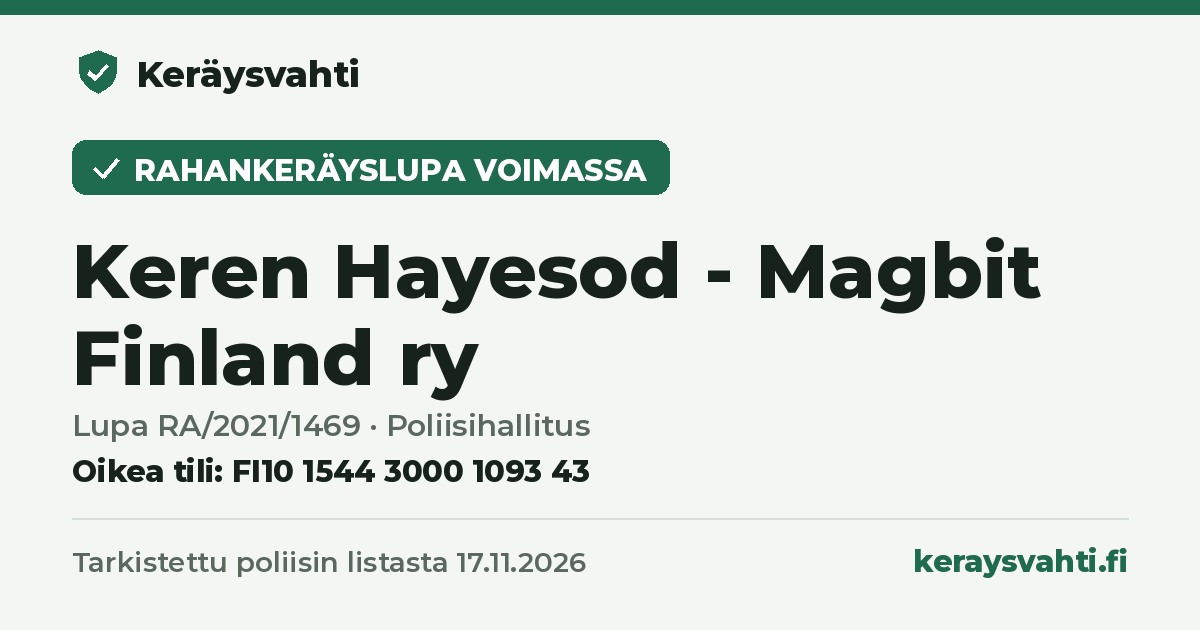 Keräysvahti
RAHANKERÄYSLUPA VOIMASSA
Keren Hayesod - Magbit
Finland ry
Lupa RA/2021/1469 · Poliisihallitus
Oikea tili: FI10 1544 3000 1093 43
Tarkistettu poliisin listasta 17.11.2026
keraysvahti.fi